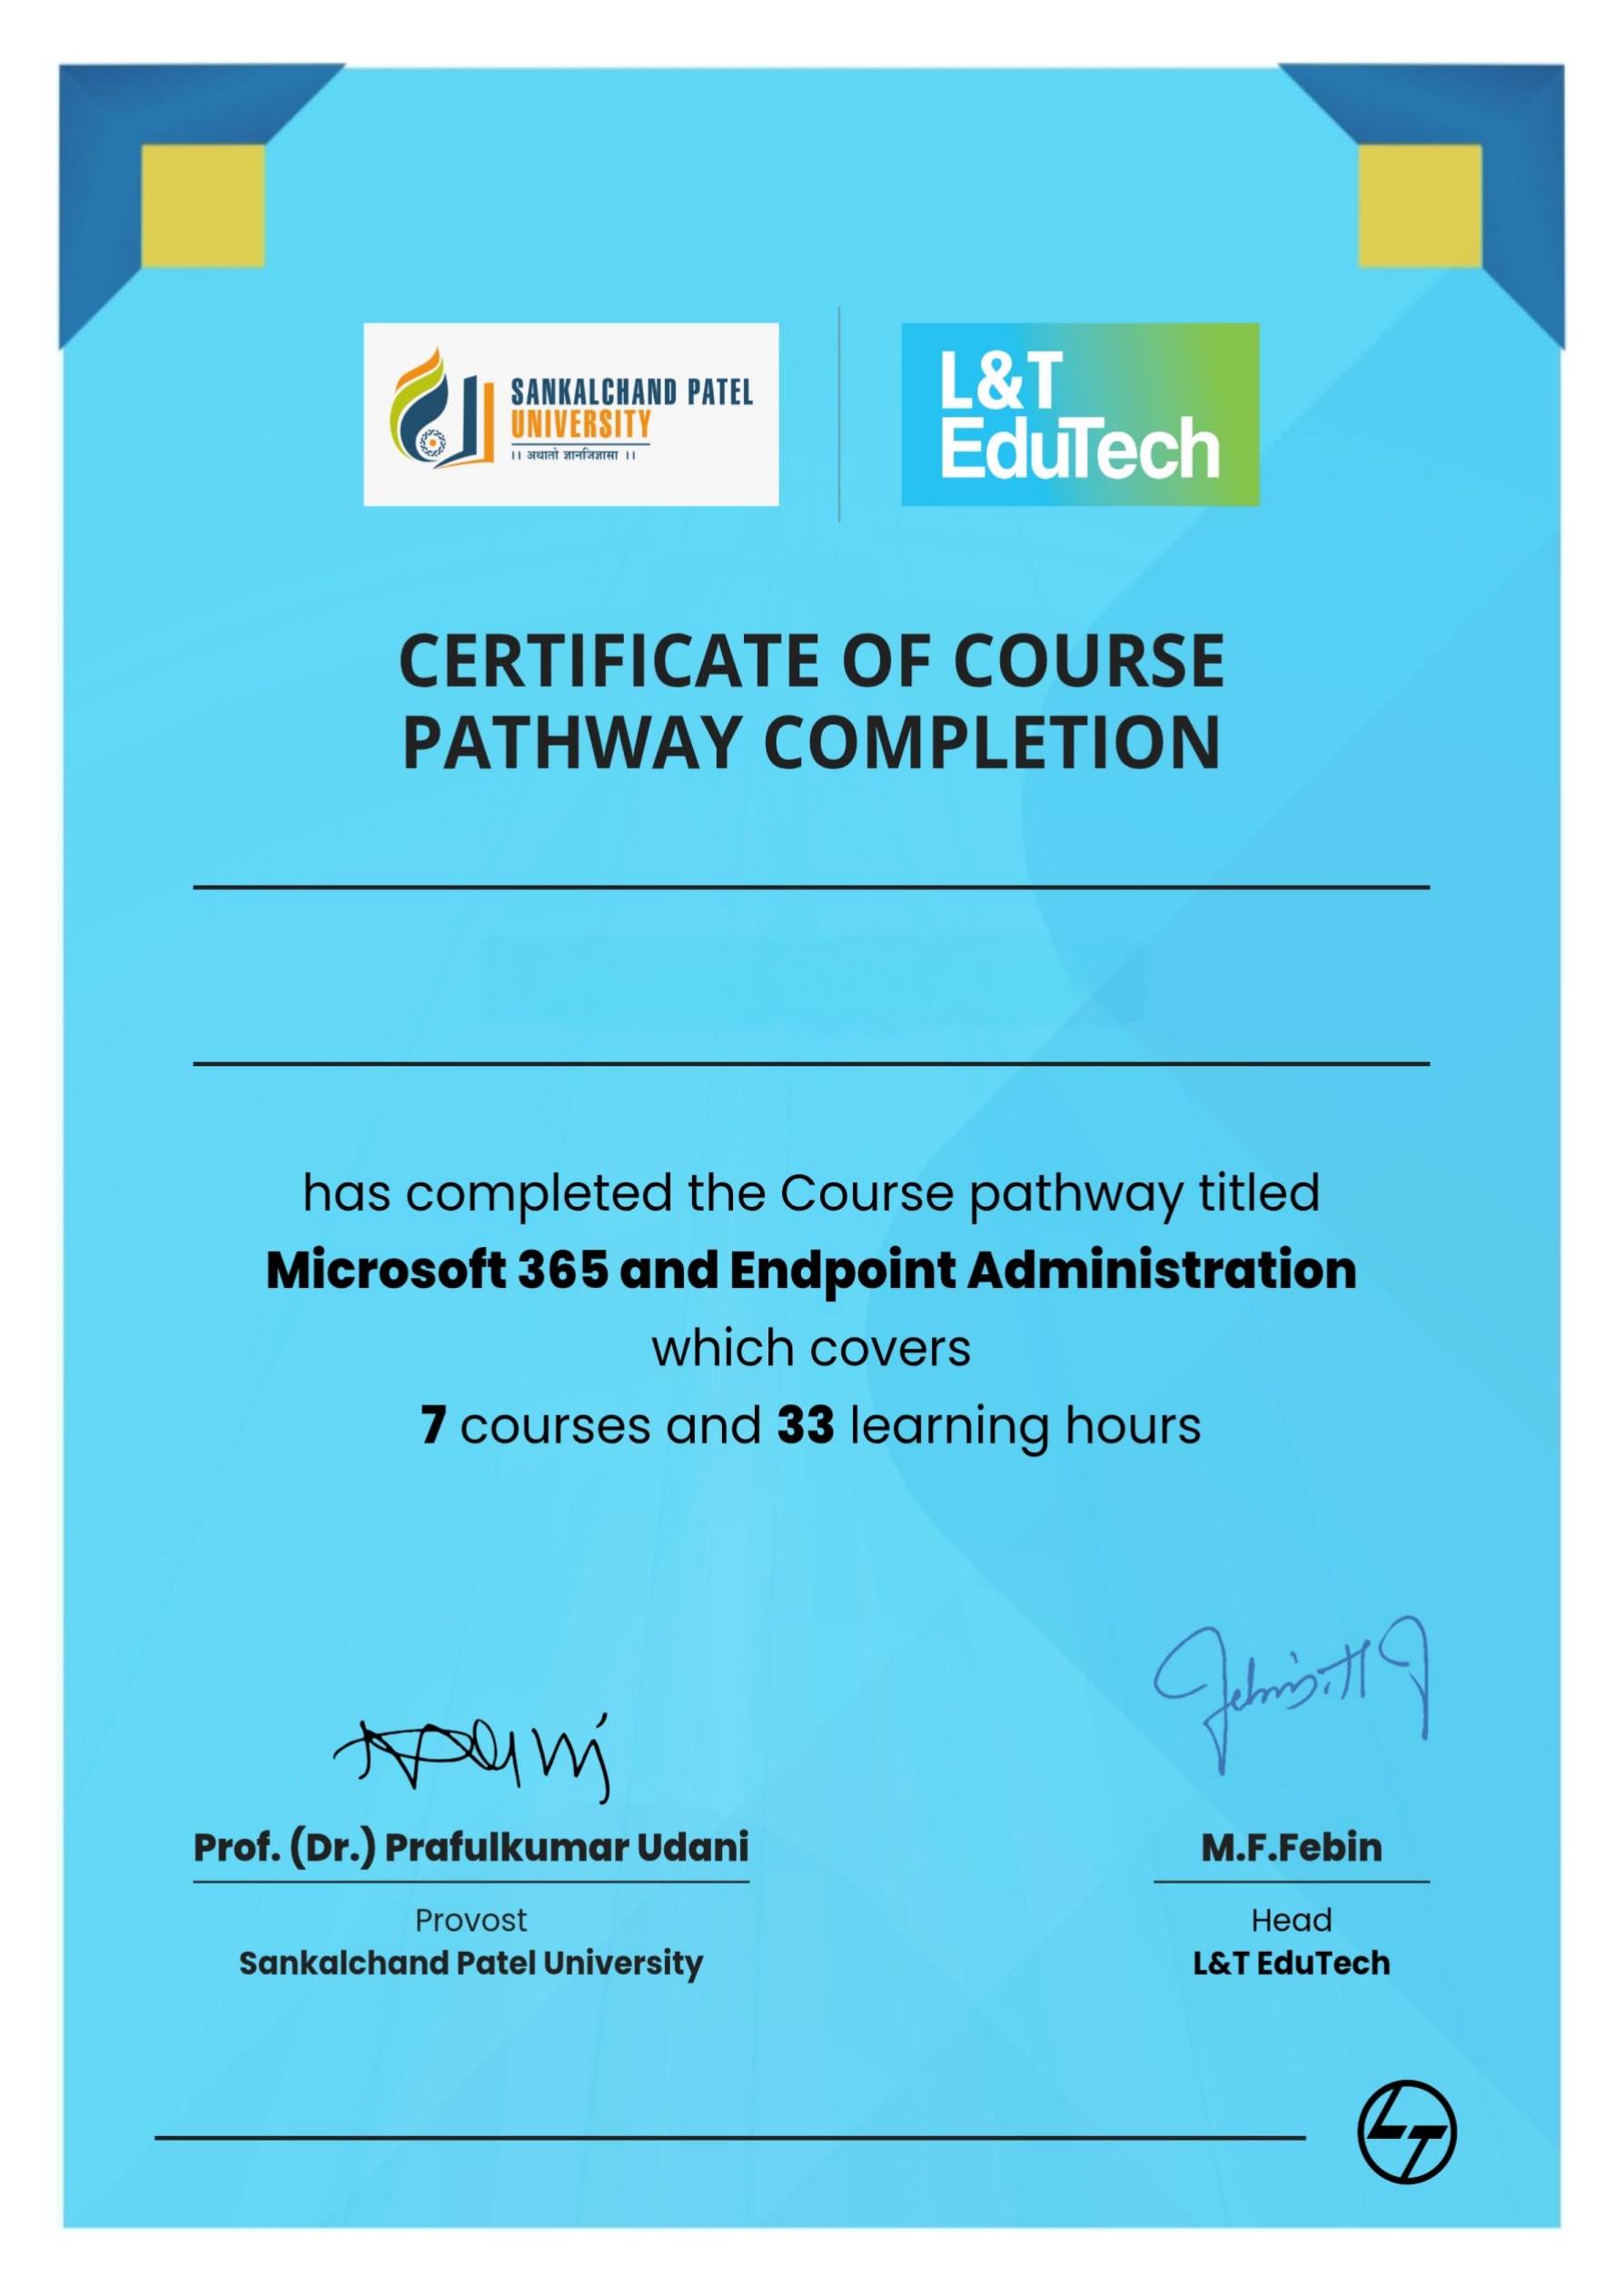 SANKALCHAND PATEL
UNIVERSITY
।। अथातो ज्ञानजिज्ञासा ।।
L&T
EduTech
CERTIFICATE OF COURSE
PATHWAY COMPLETION
has completed the Course pathway titled
Microsoft 365 and Endpoint Administration
which covers
7 courses and 33 learning hours
Prof. (Dr.) Prafulkumar Udani
Provost
Sankalchand Patel University
M.F.Febin
Head
L&T EduTech
LT